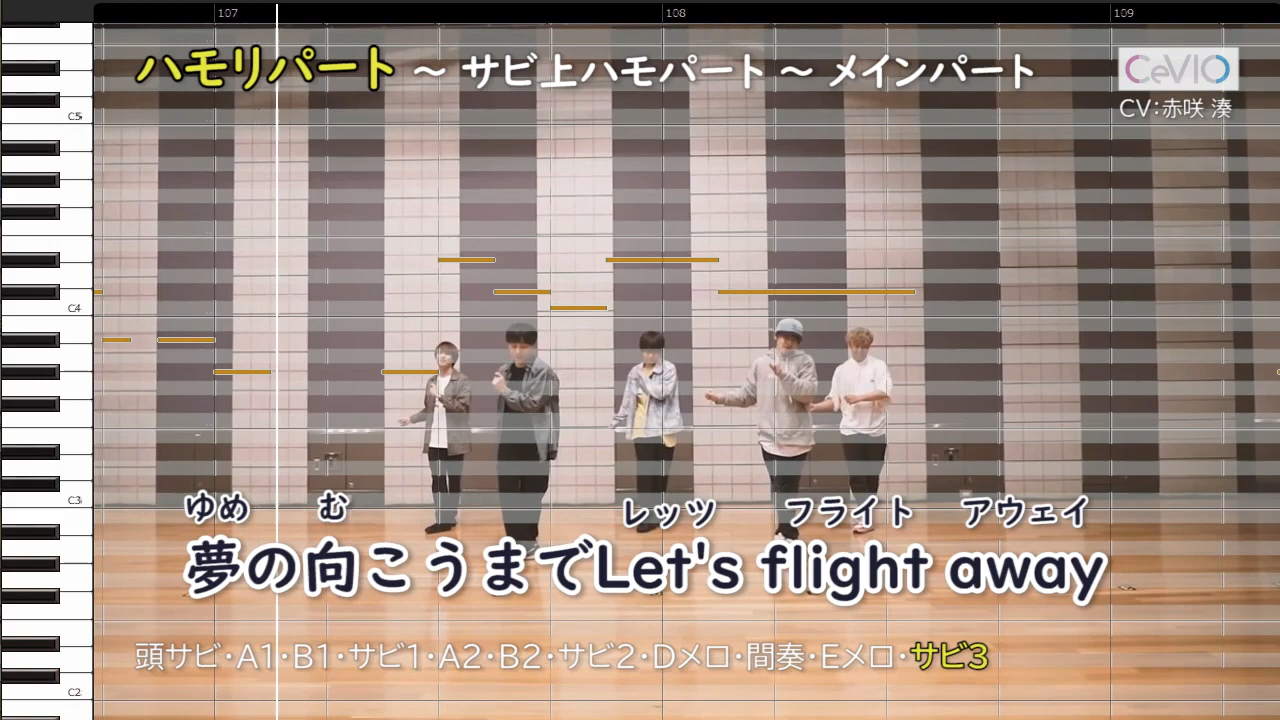 107 108 109
ハモリパート ～ サビ上ハモパート ～ メインパート
CeVIO
CV：赤咲 湊
C5
C4
C3
ゆめ む レッツ フライト アウェイ
夢の向こうまでLet's flight away
頭サビ・A1・B1・サビ1・A2・B2・サビ2・Dメロ・間奏・Eメロ・サビ3
C2